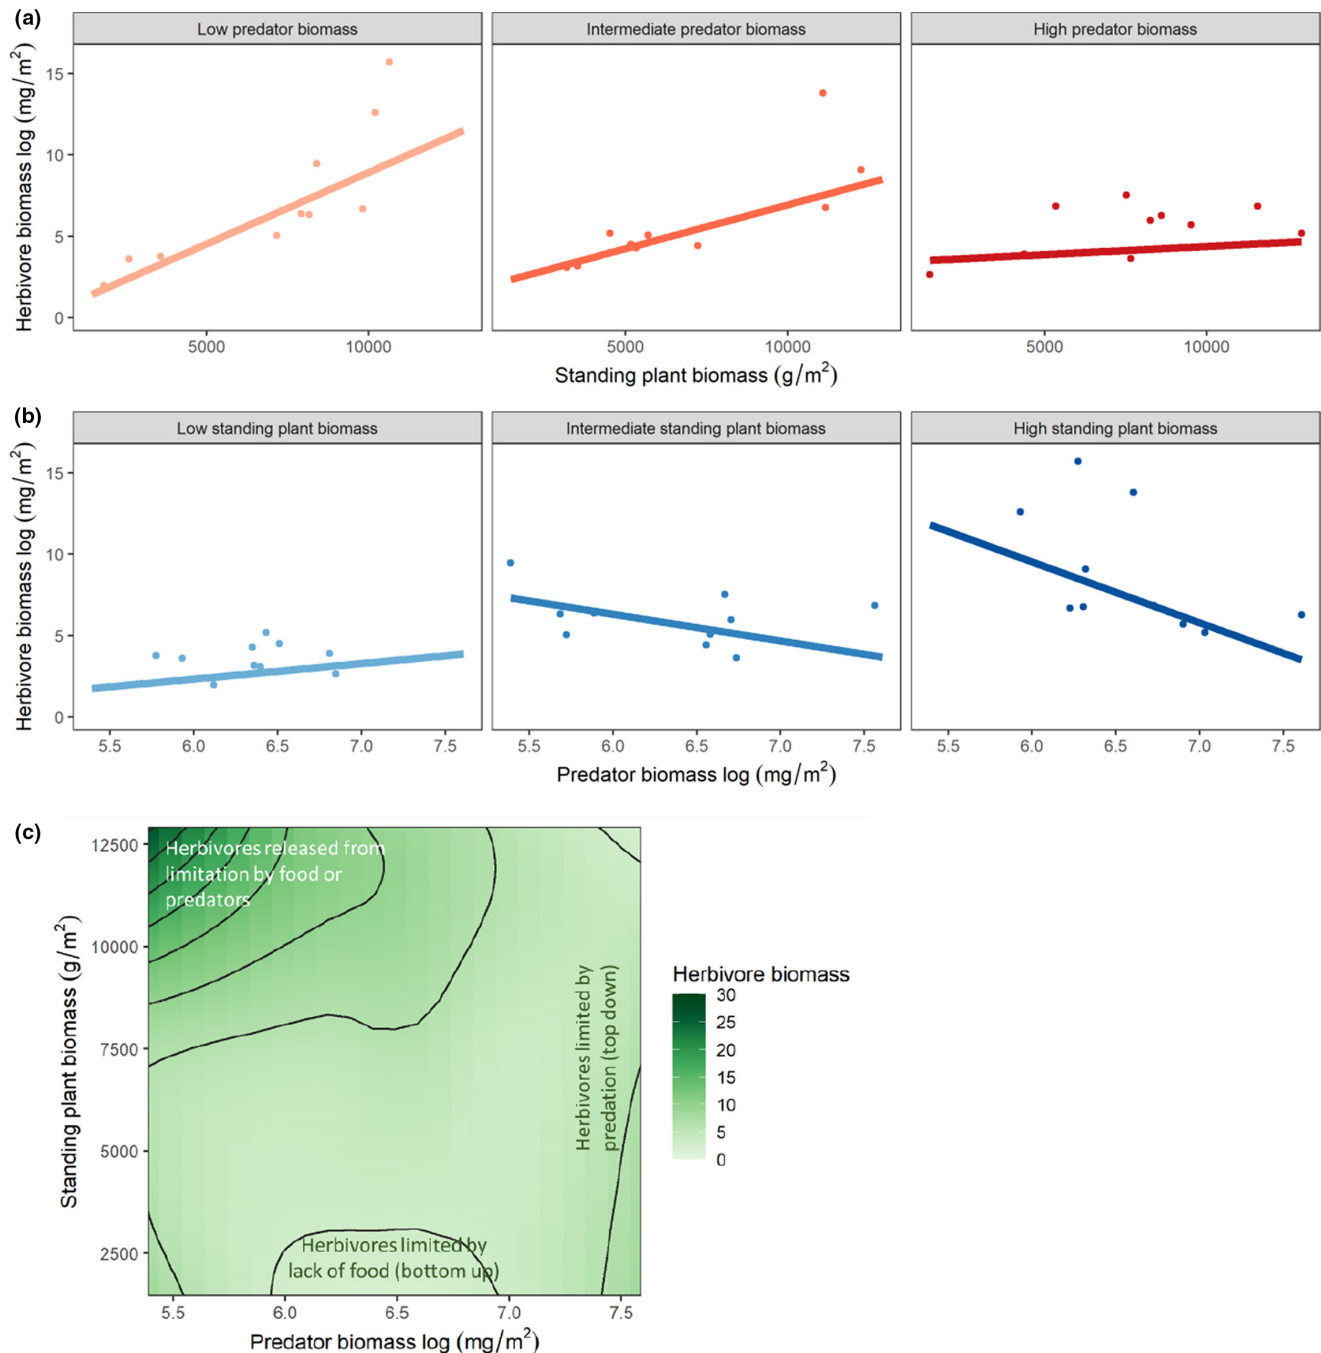 (a)
Low predator biomass
Intermediate predator biomass
High predator biomass
Herbivore biomass log (mg/m²)
15
10
5
0
5000
10000
5000
10000
5000
10000
Standing plant biomass (g/m²)
(b)
Low standing plant biomass
Intermediate standing plant biomass
High standing plant biomass
Herbivore biomass log (mg/m²)
15
10
5
0
5.5
6.0
6.5
7.0
7.5
5.5
6.0
6.5
7.0
7.5
5.5
6.0
6.5
7.0
7.5
Predator biomass log (mg/m²)
(c)
Standing plant biomass (g/m²)
12500
10000
7500
5000
2500
Herbivores released from
limitation by food or
predators
Herbivores limited by
predation (top down)
Herbivores limited by
lack of food (bottom up)
5.5
6.0
6.5
7.0
7.5
Predator biomass log (mg/m²)
Herbivore biomass
30
25
20
15
10
5
0